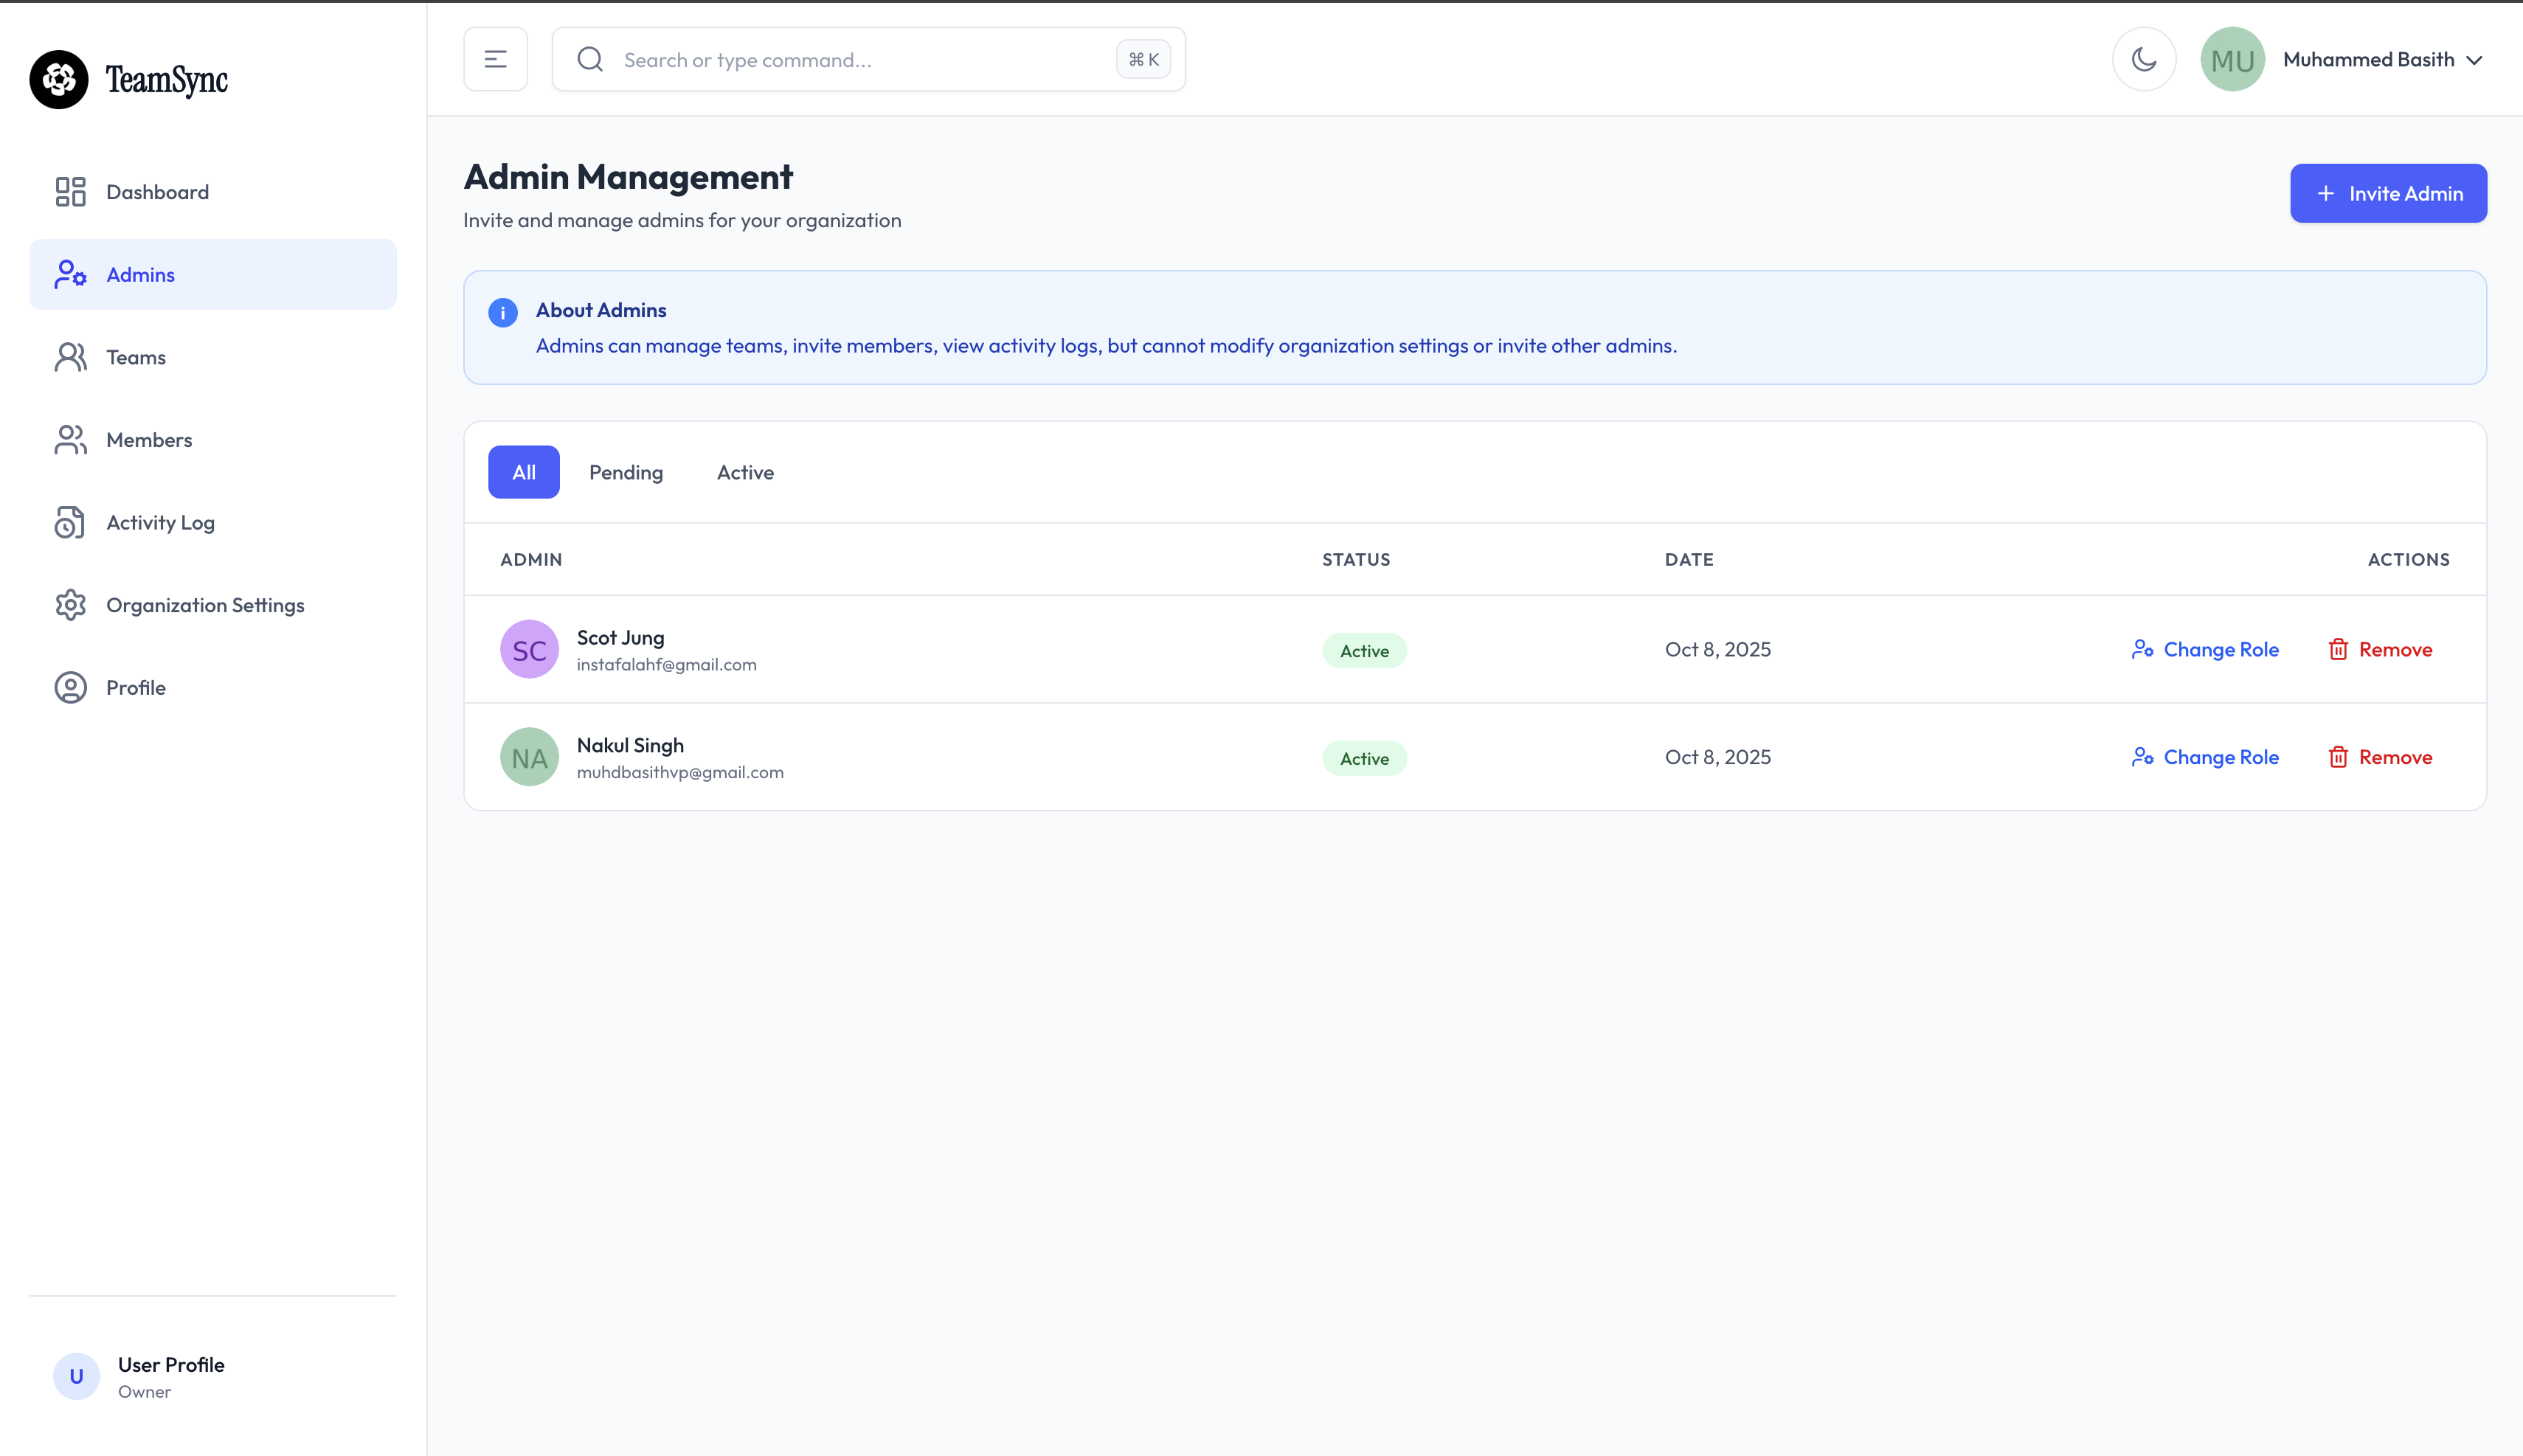 TeamSync
Dashboard
Admins
Teams
Members
Activity Log
Organization Settings
Profile
U
User Profile
Owner
Search or type command...
⌘ K
MU
Muhammed Basith
Admin Management
Invite and manage admins for your organization
Invite Admin
i
About Admins
Admins can manage teams, invite members, view activity logs, but cannot modify organization settings or invite other admins.
All Pending Active
ADMIN STATUS DATE ACTIONS
SC
Scot Jung
instafalahf@gmail.com
Active
Oct 8, 2025
Change Role
Remove
NA
Nakul Singh
muhdbasithvp@gmail.com
Active
Oct 8, 2025
Change Role
Remove